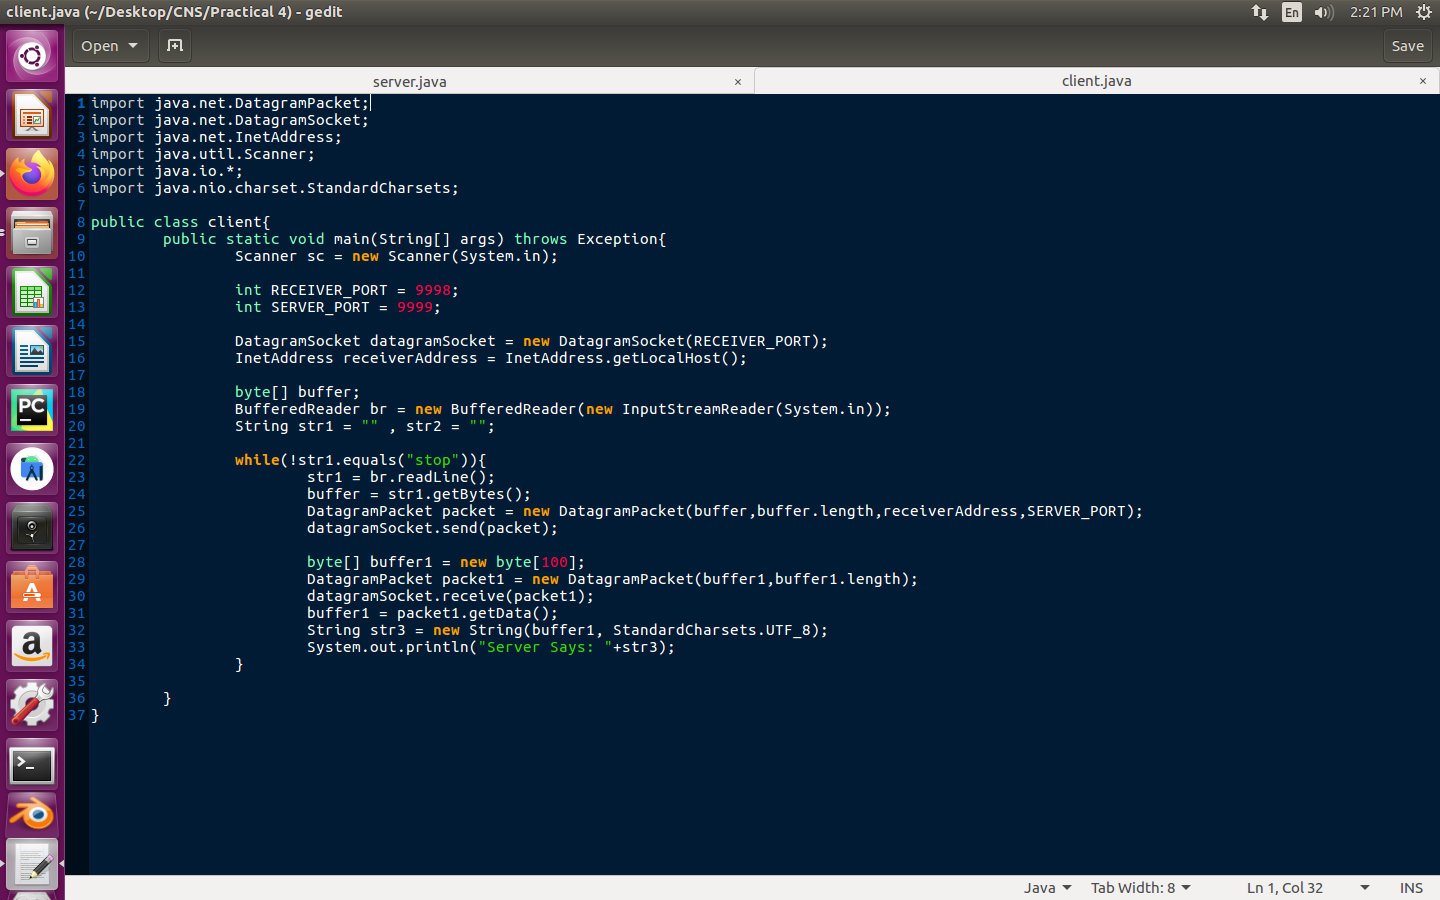 client.java (~/Desktop/CNS/Practical 4) - gedit
En
2:21 PM
Open
Save
server.java
×
client.java
×
1 import java.net.DatagramPacket;
2 import java.net.DatagramSocket;
3 import java.net.InetAddress;
4 import java.util.Scanner;
5 import java.io.*;
6 import java.nio.charset.StandardCharsets;
7
8 public class client{
9         public static void main(String[] args) throws Exception{
10                 Scanner sc = new Scanner(System.in);
11
12                 int RECEIVER_PORT = 9998;
13                 int SERVER_PORT = 9999;
14
15                 DatagramSocket datagramSocket = new DatagramSocket(RECEIVER_PORT);
16                 InetAddress receiverAddress = InetAddress.getLocalHost();
17
18                 byte[] buffer;
19                 BufferedReader br = new BufferedReader(new InputStreamReader(System.in));
20                 String str1 = "" , str2 = "";
21
22                 while(!str1.equals("stop")){
23                         str1 = br.readLine();
24                         buffer = str1.getBytes();
25                         DatagramPacket packet = new DatagramPacket(buffer,buffer.length,receiverAddress,SERVER_PORT);
26                         datagramSocket.send(packet);
27
28                         byte[] buffer1 = new byte[100];
29                         DatagramPacket packet1 = new DatagramPacket(buffer1,buffer1.length);
30                         datagramSocket.receive(packet1);
31                         buffer1 = packet1.getData();
32                         String str3 = new String(buffer1, StandardCharsets.UTF_8);
33                         System.out.println("Server Says: "+str3);
34                 }
35
36         }
37 }
PC
A
a
>_
Java
Tab Width: 8
Ln 1, Col 32
INS